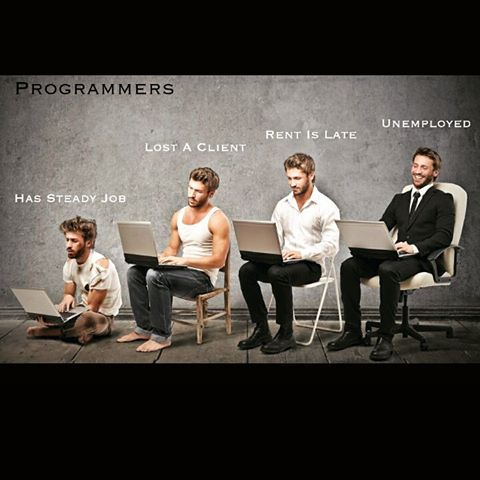 Programmers
Has Steady Job
Lost A Client
Rent Is Late
Unemployed